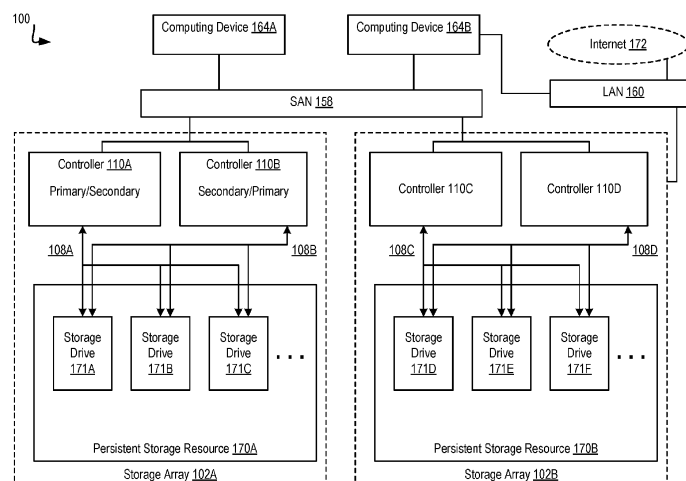 100
Computing Device 164A
Computing Device 164B
Internet 172
LAN 160
SAN 158
Controller 110A
Primary/Secondary
Controller 110B
Secondary/Primary
Controller 110C
Controller 110D
108A
108B
108C
108D
Storage
Drive
171A
Storage
Drive
171B
Storage
Drive
171C
...
Storage
Drive
171D
Storage
Drive
171E
Storage
Drive
171F
...
Persistent Storage Resource 170A
Persistent Storage Resource 170B
Storage Array 102A
Storage Array 102B